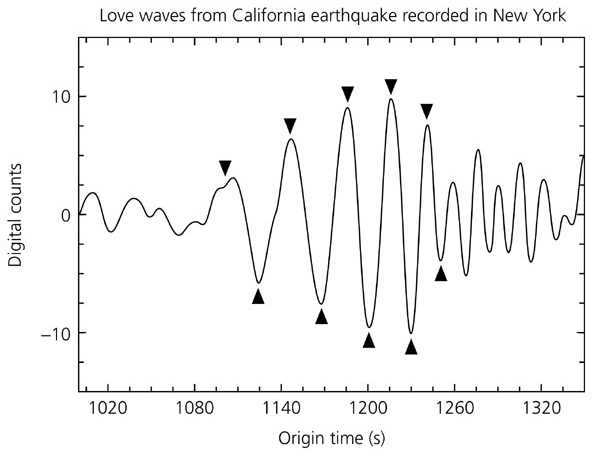 Love waves from California earthquake recorded in New York
Digital counts
10
0
−10
1020 1080 1140 1200 1260 1320
Origin time (s)